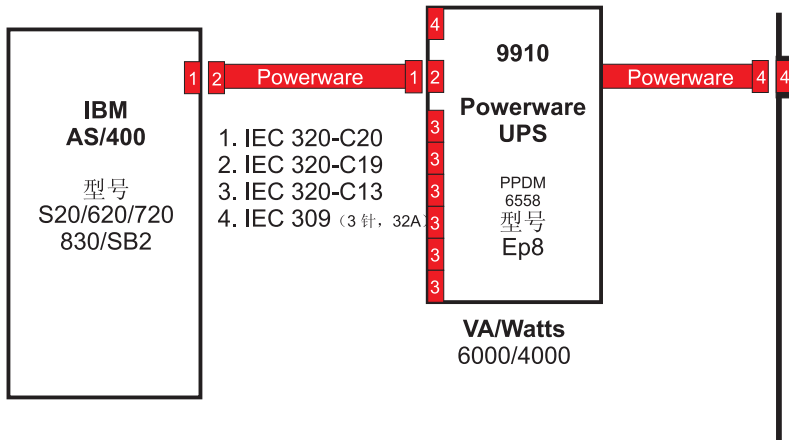 IBM
AS/400
型号
S20/620/720
830/SB2
1
2
Powerware
1
1. IEC 320-C20
2. IEC 320-C19
3. IEC 320-C13
4. IEC 309（3 针，32A）
4
2
3
3
3
3
3
3
9910
Powerware
UPS
PPDM
6558
型号
Ep8
VA/Watts
6000/4000
Powerware
4
4